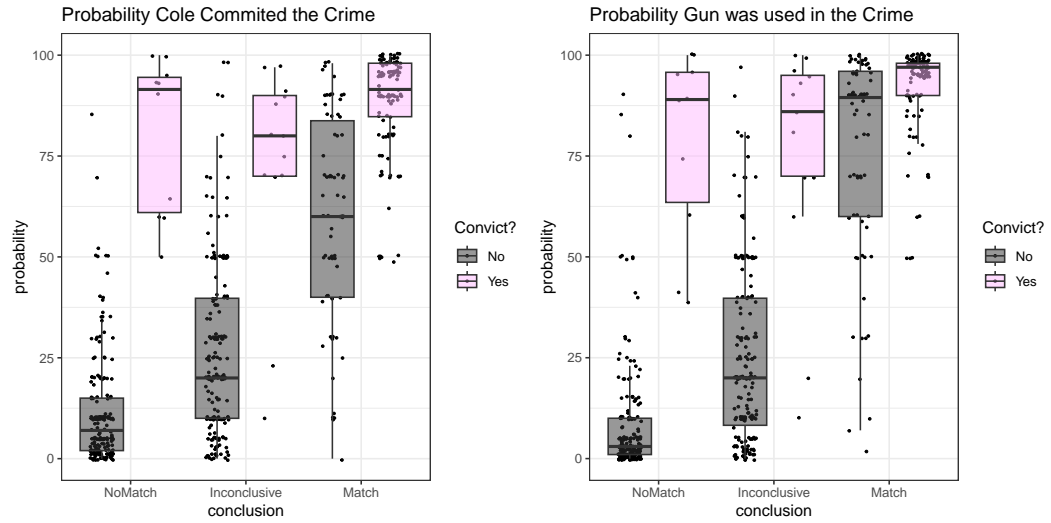 Probability Cole Commited the Crime
100
75
50
25
0
probability
NoMatch Inconclusive Match
conclusion
Convict?
No
Yes
Probability Gun was used in the Crime
100
75
50
25
0
probability
NoMatch Inconclusive Match
conclusion
Convict?
No
Yes